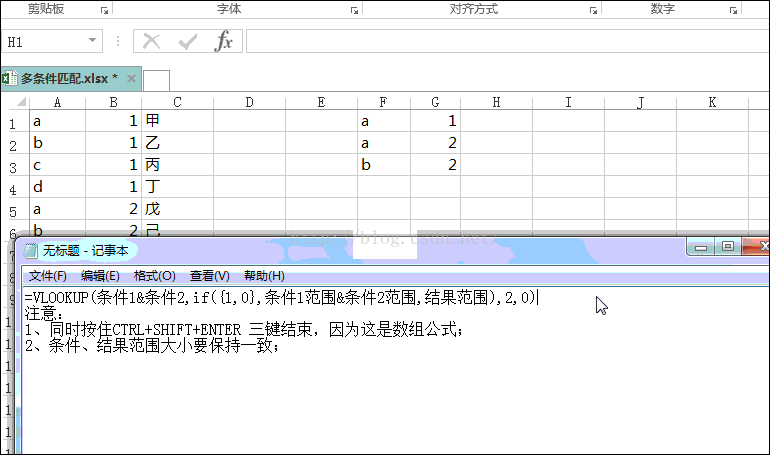 剪贴板 字体 对齐方式 数字
H1 fx
多条件匹配.xlsx *
A B C D E F G H I J K
1 a 1 甲 a 1
2 b 1 乙 a 2
3 c 1 丙 b 2
4 d 1 丁
5 a 2 戊
6 b 2 己
http://blog.csdn.net/
无标题 - 记事本
文件(F) 编辑(E) 格式(O) 查看(V) 帮助(H)
=VLOOKUP(条件1&条件2,if({1,0},条件1范围&条件2范围,结果范围),2,0)
注意:
1、同时按住CTRL+SHIFT+ENTER 三键结束，因为这是数组公式；
2、条件、结果范围大小要保持一致；